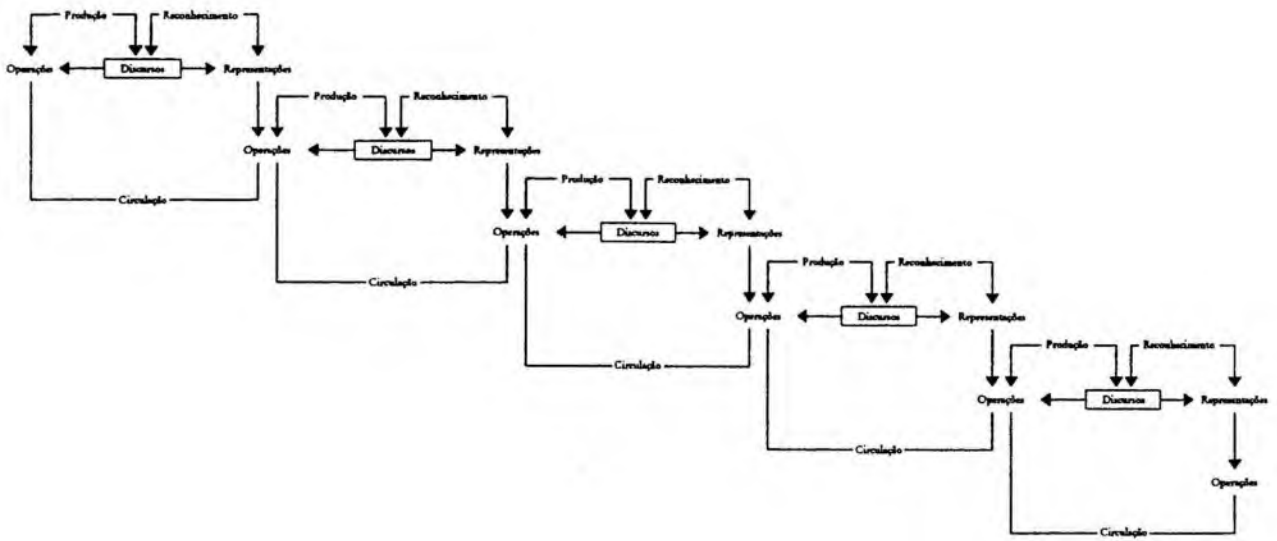 Produção Reconhecimento
Operações Discursos Representações
Produção Reconhecimento
Operações Discursos Representações
Produção Reconhecimento
Circulação
Operações Discursos Representações
Produção Reconhecimento
Circulação
Operações Discursos Representações
Produção Reconhecimento
Circulação
Operações Discursos Representações
Circulação
Operações
Circulação